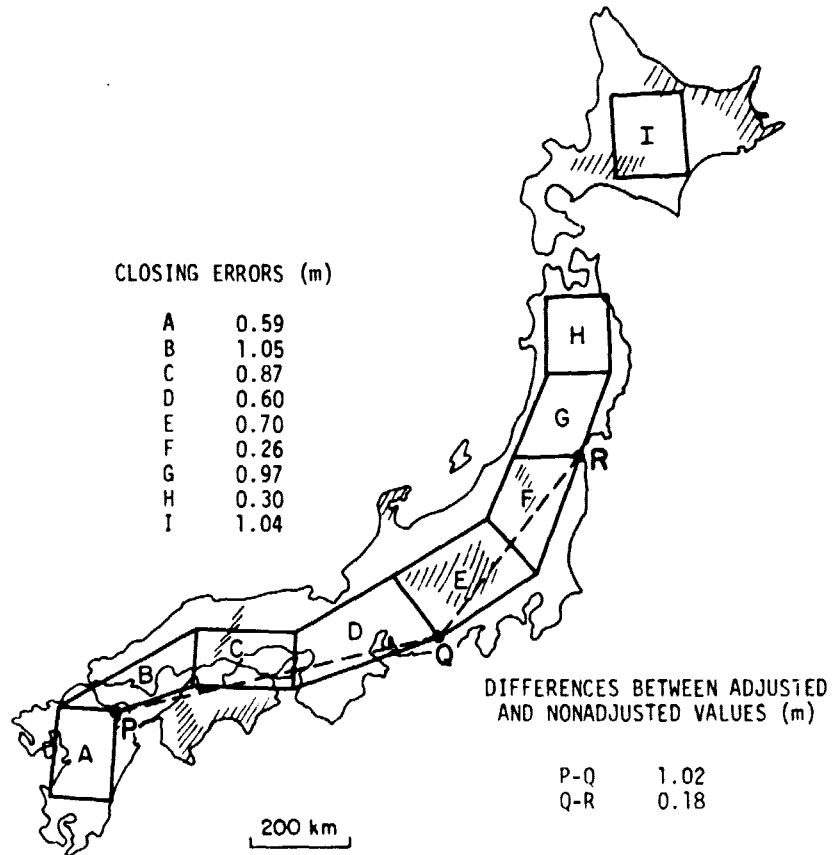 I
CLOSING ERRORS (m)
A 0.59
B 1.05
C 0.87
D 0.60
E 0.70
F 0.26
G 0.97
H 0.30
I 1.04
H
G
R
F
E
D
Q
C
B
P
A
DIFFERENCES BETWEEN ADJUSTED
AND NONADJUSTED VALUES (m)
P-Q 1.02
Q-R 0.18
200 km